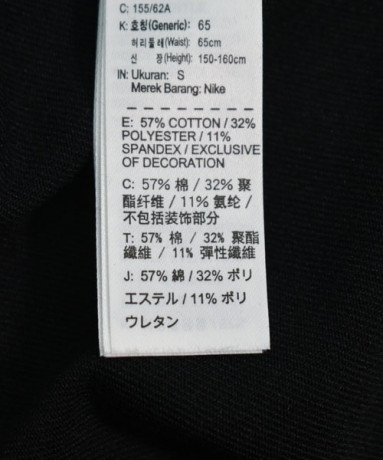 C: 155/62A
K: 호칭(Generic): 65
허리둘레(Waist): 65cm
신 장(Height): 150-160cm
IN: Ukuran: S
Merek Barang: Nike
E: 57% COTTON / 32%
POLYESTER / 11%
SPANDEX / EXCLUSIVE
OF DECORATION
C: 57% 棉 / 32% 聚
酯纤维 / 11% 氨纶 /
不包括装饰部分
T: 57% 棉 / 32% 聚酯
纖維 / 11% 彈性纖維
J: 57% 綿 / 32% ポリ
エステル / 11% ポリ
ウレタン